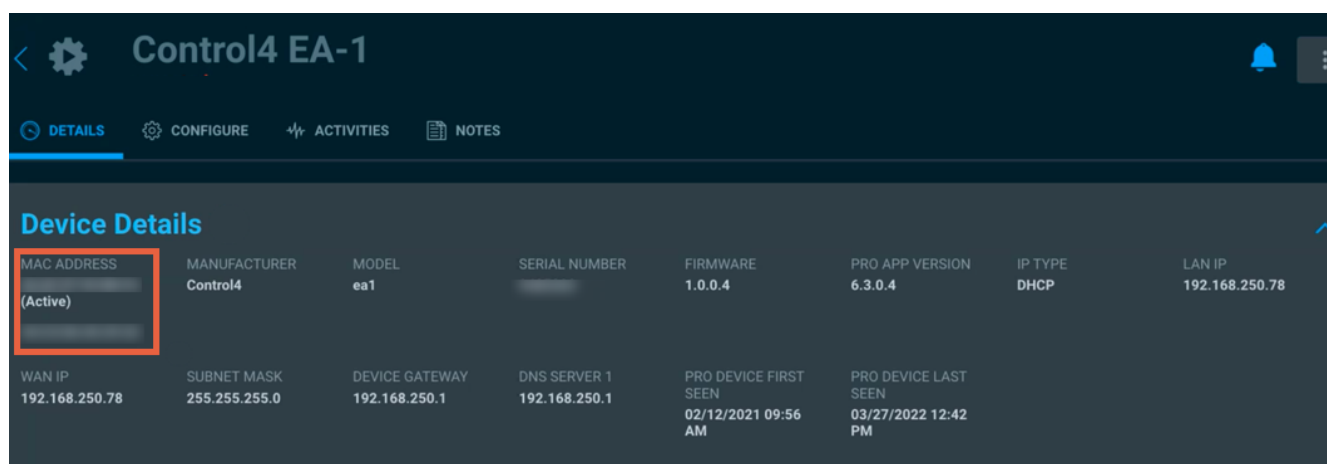 Control4 EA-1
DETAILS CONFIGURE ACTIVITIES NOTES
Device Details
MAC ADDRESS
(Active)
MANUFACTURER
Control4
MODEL
ea1
SERIAL NUMBER
FIRMWARE
1.0.0.4
PRO APP VERSION
6.3.0.4
IP TYPE
DHCP
LAN IP
192.168.250.78
WAN IP
192.168.250.78
SUBNET MASK
255.255.255.0
DEVICE GATEWAY
192.168.250.1
DNS SERVER 1
192.168.250.1
PRO DEVICE FIRST
SEEN
02/12/2021 09:56
AM
PRO DEVICE LAST
SEEN
03/27/2022 12:42
PM